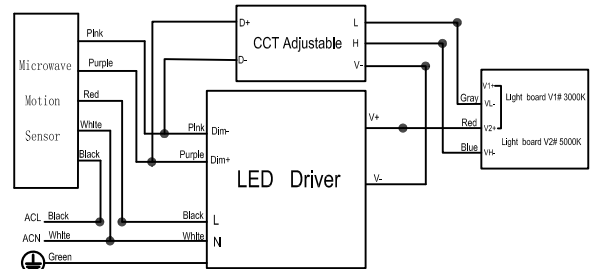 D+
L
CCT Adjustable
H
D-
V-
Microwave
Motion
Sensor
Pink
Purple
Red
White
Black
Pink
Dim-
Purple
Dim+
LED Driver
V+
V-
Black
L
White
N
ACL
Black
ACN
White
Green
Gray
Red
Blue
V1+
Light board V1# 3000K
VL-
V2+
Light board V2# 5000K
VH-